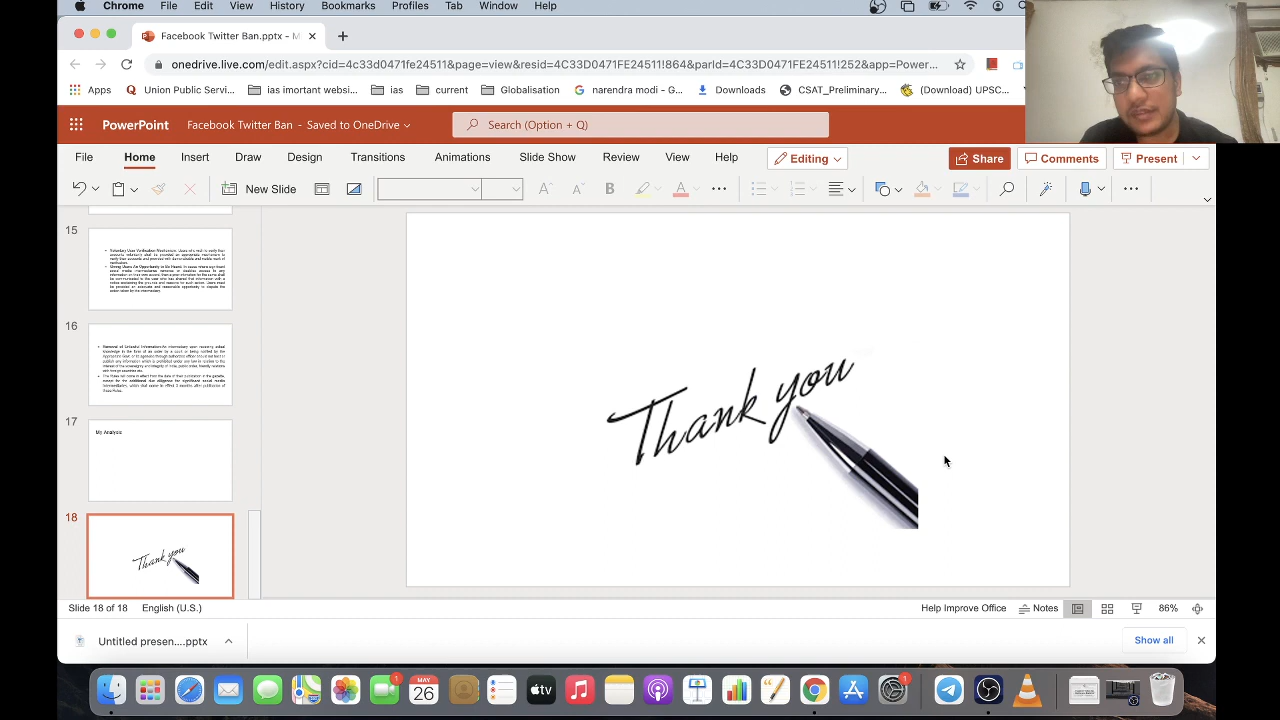 Chrome File Edit View History Bookmarks Profiles Tab Window Help
Facebook Twitter Ban.pptx - M
onedrive.live.com/edit.aspx?cid=4c33d0471fe24511&page=view&resid=4C33D0471FE24511!864&parId=4C33D0471FE24511!252&app=Power...
Apps Union Public Servi... ias imortant websi... ias current Globalisation narendra modi - G... Downloads CSAT_Preliminary... (Download) UPSC...
PowerPoint Facebook Twitter Ban - Saved to OneDrive Search (Option + Q)
File Home Insert Draw Design Transitions Animations Slide Show Review View Help Editing Share Comments Present
New Slide B A
15
16
17
My Analysis
18
Thank you
Thank you
Slide 18 of 18 English (U.S.) Help Improve Office Notes 86%
Untitled presen....pptx Show all
1 MAY 26 tv 1